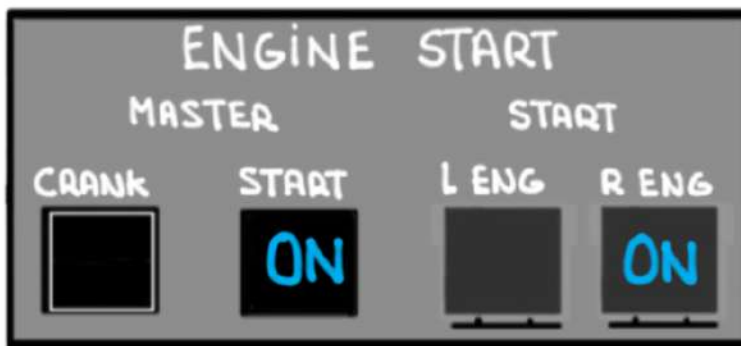 ENGINE START
MASTER START
CRANK START L ENG R ENG
ON ON